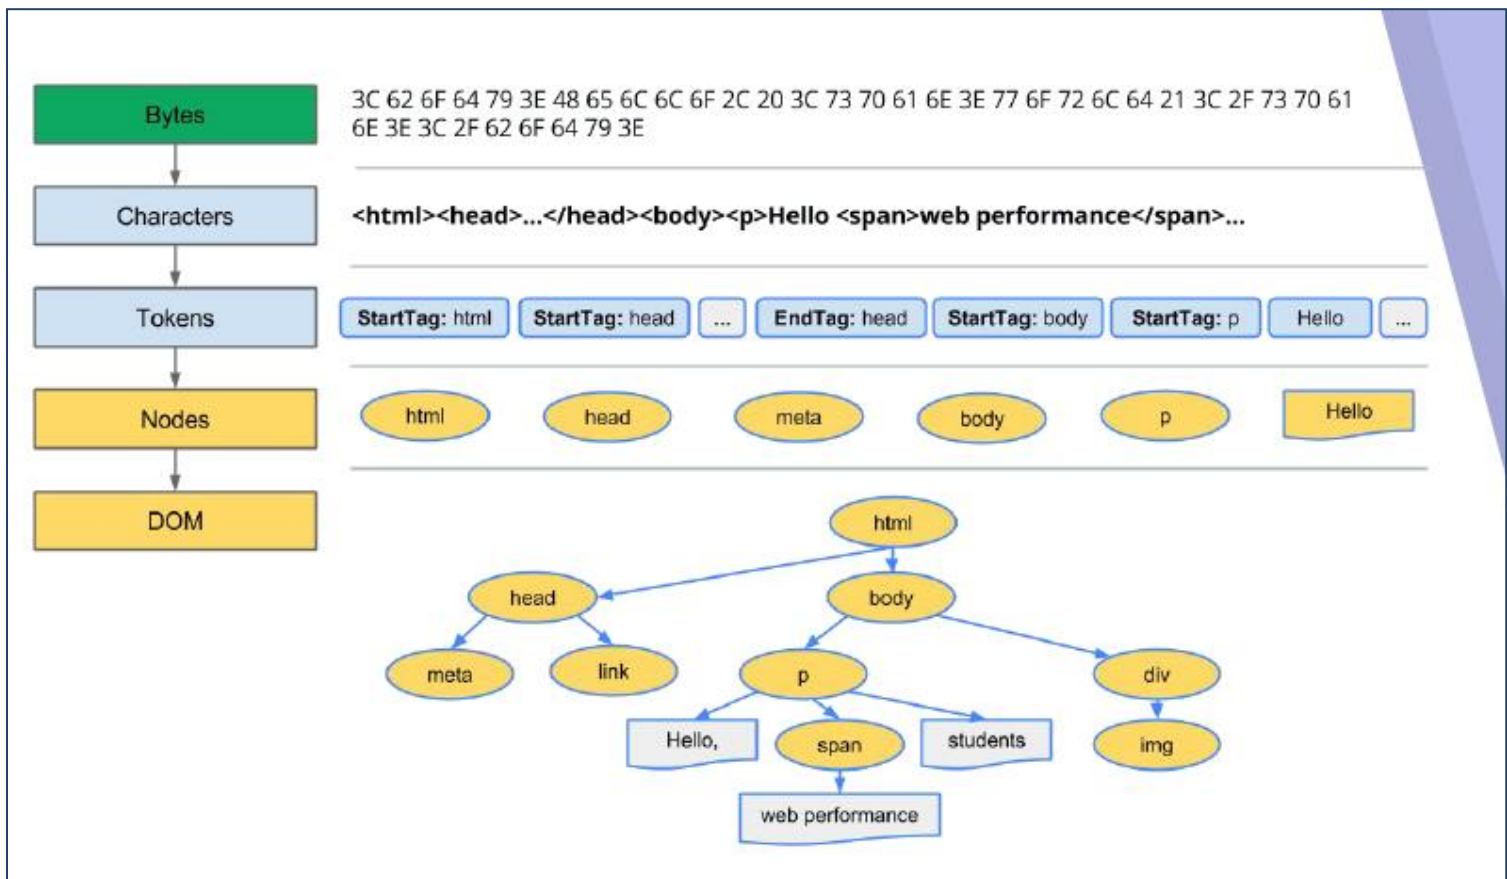 Bytes
3C 62 6F 64 79 3E 48 65 6C 6C 6F 2C 20 3C 73 70 61 6E 3E 77 6F 72 6C 64 21 3C 2F 73 70 61
6E 3E 3C 2F 62 6F 64 79 3E
Characters
<html><head>...</head><body><p>Hello <span>web performance</span>...
Tokens
StartTag: html
StartTag: head
...
EndTag: head
StartTag: body
StartTag: p
Hello
...
Nodes
html
head
meta
body
p
Hello
DOM
html
head
body
meta
link
p
div
Hello,
span
students
img
web performance